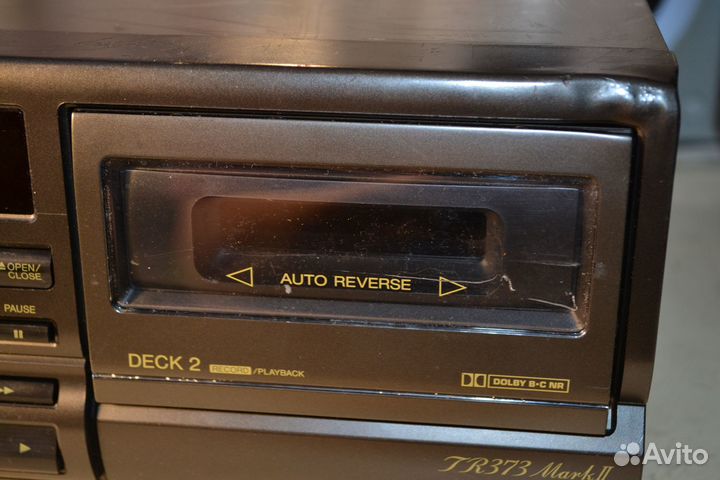 OPEN/
CLOSE
PAUSE
AUTO REVERSE
DECK 2 RECORD /PLAYBACK
DOLBY B·C NR
TR373 Mark II
Avito